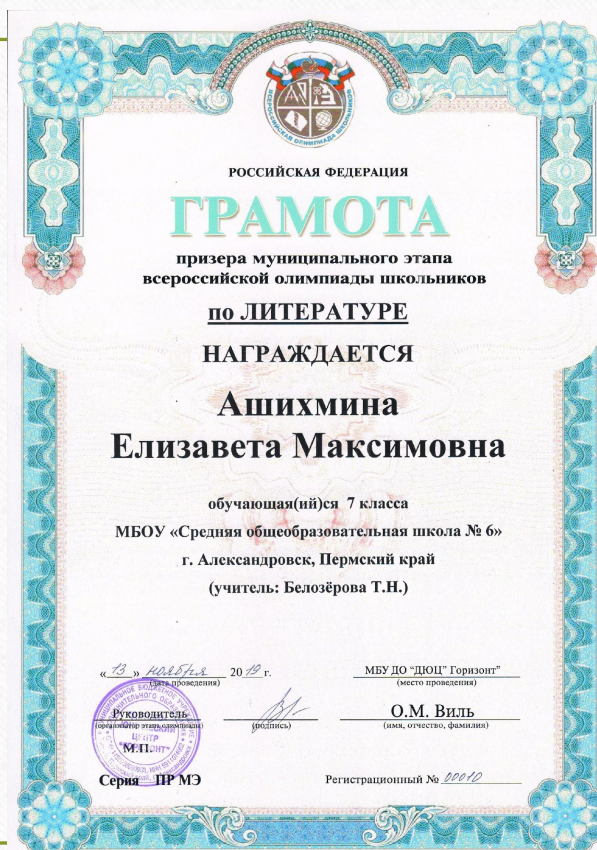 ВСЕРОССИЙСКАЯ ОЛИМПИАДА ШКОЛЬНИКОВ
РОССИЙСКАЯ ФЕДЕРАЦИЯ
ГРАМОТА
призера муниципального этапа
всероссийской олимпиады школьников
по ЛИТЕРАТУРЕ
НАГРАЖДАЕТСЯ
Ашихмина
Елизавета Максимовна
обучающая(ий)ся 7 класса
МБОУ «Средняя общеобразовательная школа № 6»
г. Александровск, Пермский край
(учитель: Белозёрова Т.Н.)
«13» ноября 2019 г. МБУ ДО "ДЮЦ" Горизонт"
(дата проведения) (место проведения)
Руководитель О.М. Виль
(организатор этапа олимпиады) (подпись) (имя, отчество, фамилия)
М.П.
Серия ПР МЭ Регистрационный № 00010